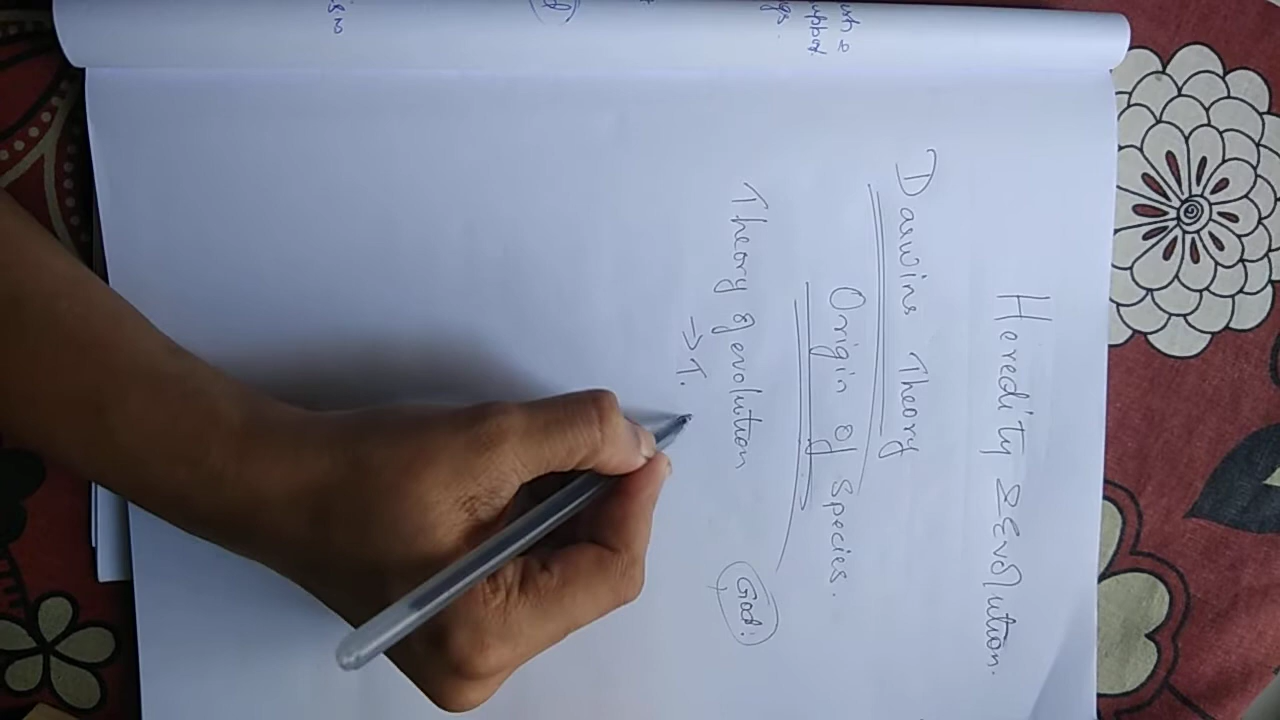 Heredity & Evolution.
Darwins Theory
Origin of Species.
Theory of evolution
God:
→ T.